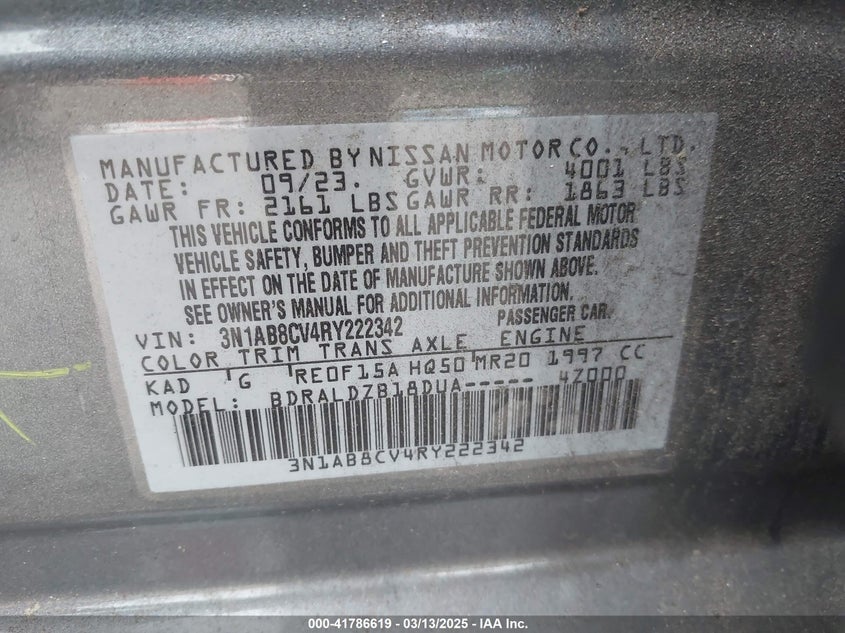 MANUFACTURED BY NISSAN MOTOR CO., LTD.
DATE: 09/23. GVWR: 4001 LBS
GAWR FR: 2161 LBS GAWR RR: 1863 LBS
THIS VEHICLE CONFORMS TO ALL APPLICABLE FEDERAL MOTOR
VEHICLE SAFETY, BUMPER AND THEFT PREVENTION STANDARDS
IN EFFECT ON THE DATE OF MANUFACTURE SHOWN ABOVE.
SEE OWNER'S MANUAL FOR ADDITIONAL INFORMATION.
VIN: 3N1AB8CV4RY222342 PASSENGER CAR.
COLOR TRIM TRANS AXLE ENGINE
KAD G RE0F15A HQ50 MR20 1997 CC
MODEL: BDRALDZB18DUA----- 4Z000
3N1AB8CV4RY222342
000-41786619 / 03/13/2025 - IAA Inc.